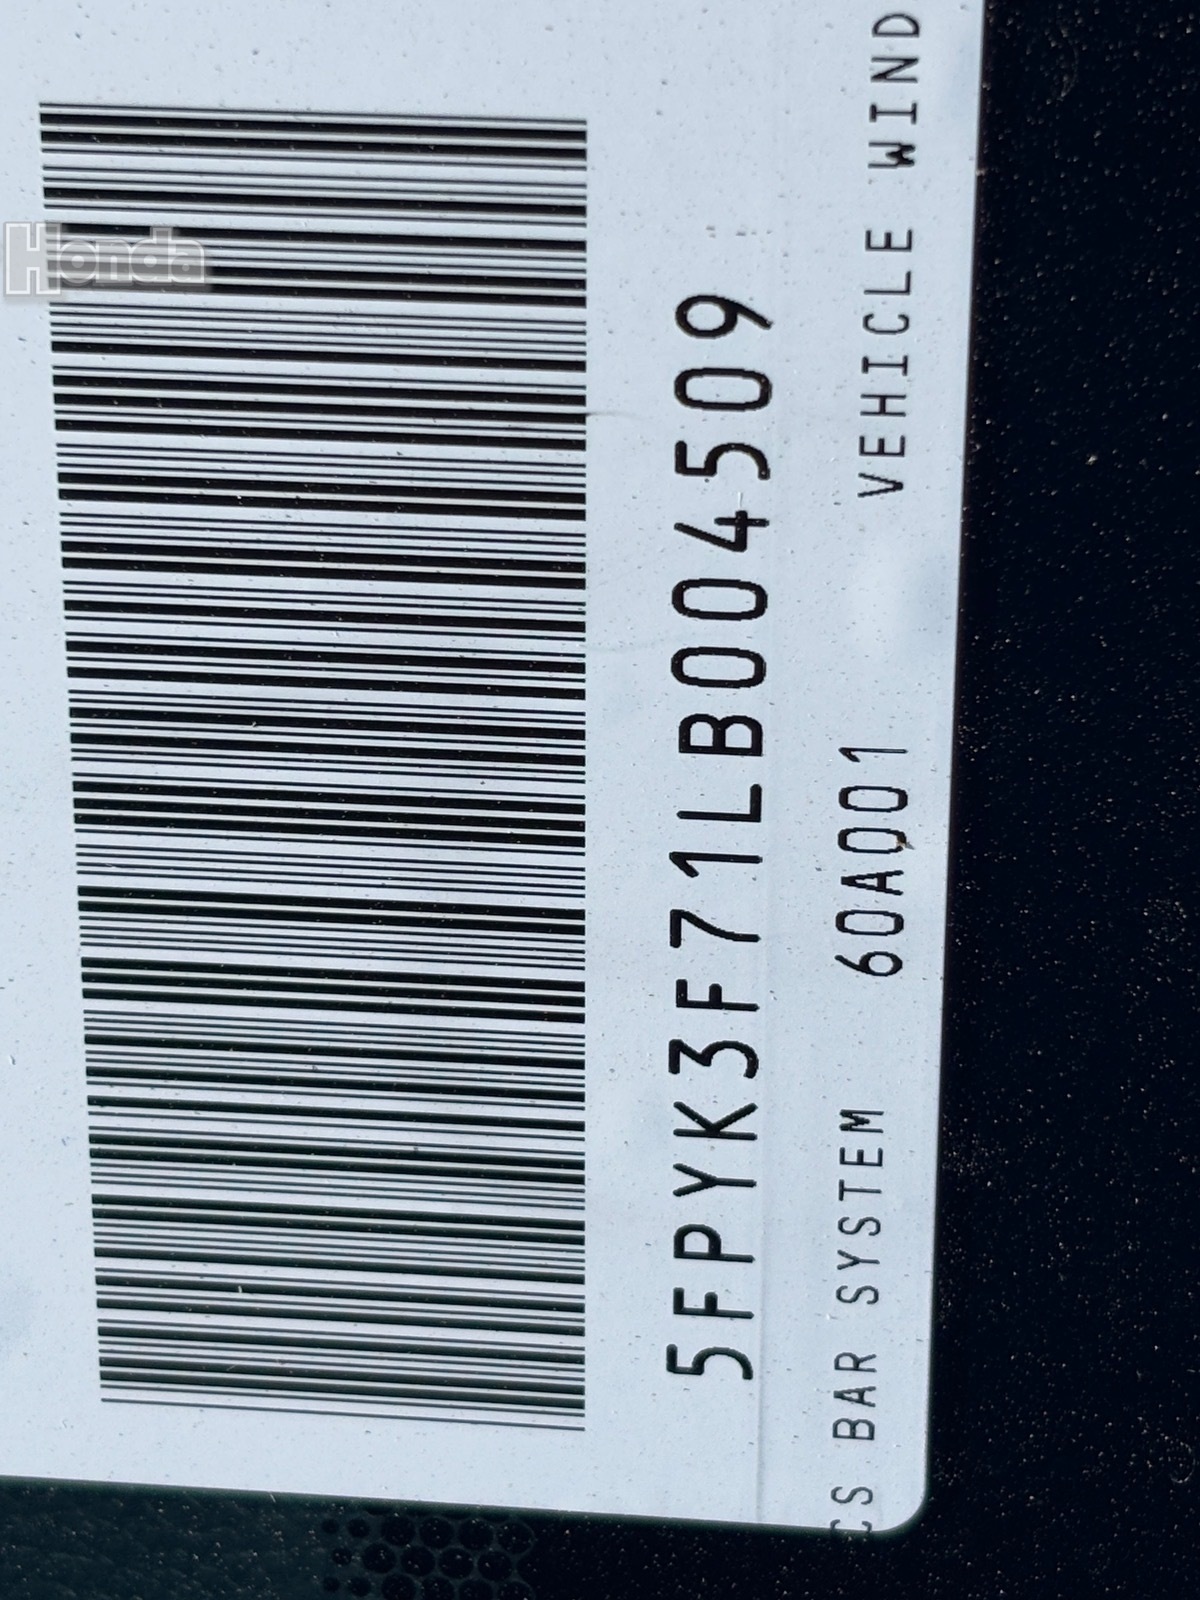 Honda
5FPYK3F71LB004509
CS BAR SYSTEM 60A001 VEHICLE WIND